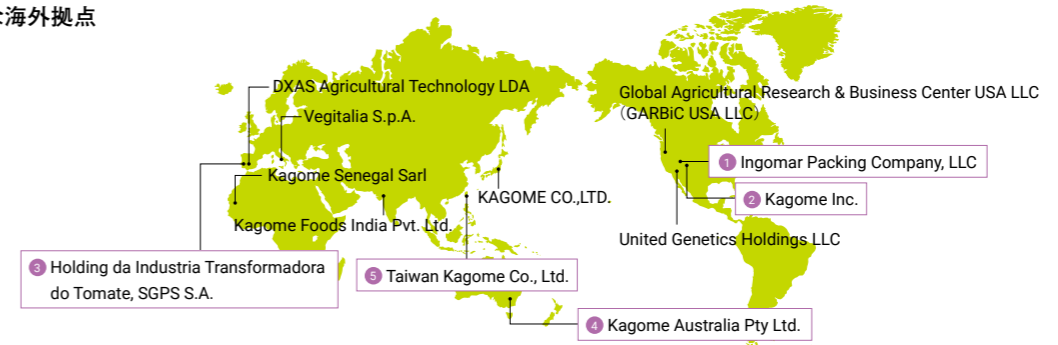 海外拠点
DXAS Agricultural Technology LDA
Vegitalia S.p.A.
Global Agricultural Research & Business Center USA LLC
（GARBiC USA LLC）
1 Ingomar Packing Company, LLC
Kagome Senegal Sarl
KAGOME CO.,LTD.
2 Kagome Inc.
Kagome Foods India Pvt. Ltd.
United Genetics Holdings LLC
3 Holding da Industria Transformadora
do Tomate, SGPS S.A.
5 Taiwan Kagome Co., Ltd.
4 Kagome Australia Pty Ltd.